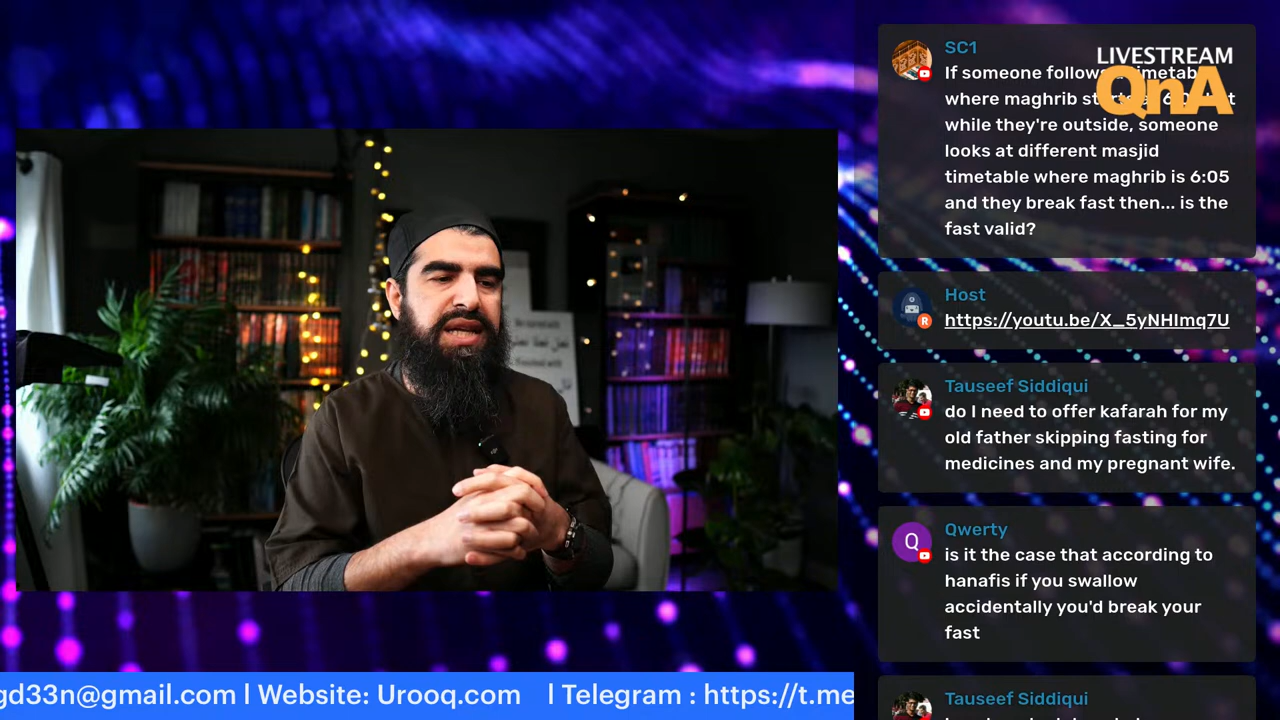 SC1
LIVESTREAM
QnA
If someone follows
where maghrib
while they're outside, someone
looks at different masjid
timetable where maghrib is 6:05
and they break fast then... is the
fast valid?
Host
https://youtu.be/X_5yNHImq7U
Tauseef Siddiqui
do I need to offer kafarah for my
old father skipping fasting for
medicines and my pregnant wife.
Q
Qwerty
is it the case that according to
hanafis if you swallow
accidentally you'd break your
fast
Tauseef Siddiqui
gd33n@gmail.com | Website: Urooq.com | Telegram : https://t.me